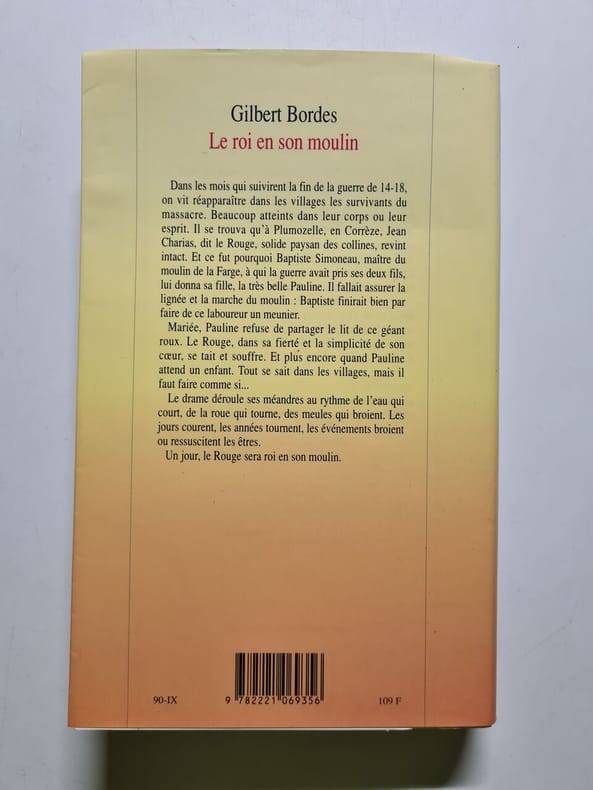 Gilbert Bordes
Le roi en son moulin
Dans les mois qui suivirent la fin de la guerre de 14-18,
on vit réapparaître dans les villages les survivants du
massacre. Beaucoup atteints dans leur corps ou leur
esprit. Il se trouva qu'à Plumozelle, en Corrèze, Jean
Charias, dit le Rouge, solide paysan des collines, revint
intact. Et ce fut pourquoi Baptiste Simoneau, maître du
moulin de la Farge, à qui la guerre avait pris ses deux fils,
lui donna sa fille, la très belle Pauline. Il fallait assurer la
lignée et la marche du moulin : Baptiste finirait bien par
faire de ce laboureur un meunier.
Mariée, Pauline refuse de partager le lit de ce géant
roux. Le Rouge, dans sa fierté et la simplicité de son
cœur, se tait et souffre. Et plus encore quand Pauline
attend un enfant. Tout se sait dans les villages, mais il
faut faire comme si...
Le drame déroule ses méandres au rythme de l'eau qui
court, de la roue qui tourne, des meules qui broient. Les
jours courent, les années tournent, les événements broient
ou ressuscitent les êtres.
Un jour, le Rouge sera roi en son moulin.
90-IX
9 782221 069356
109 F